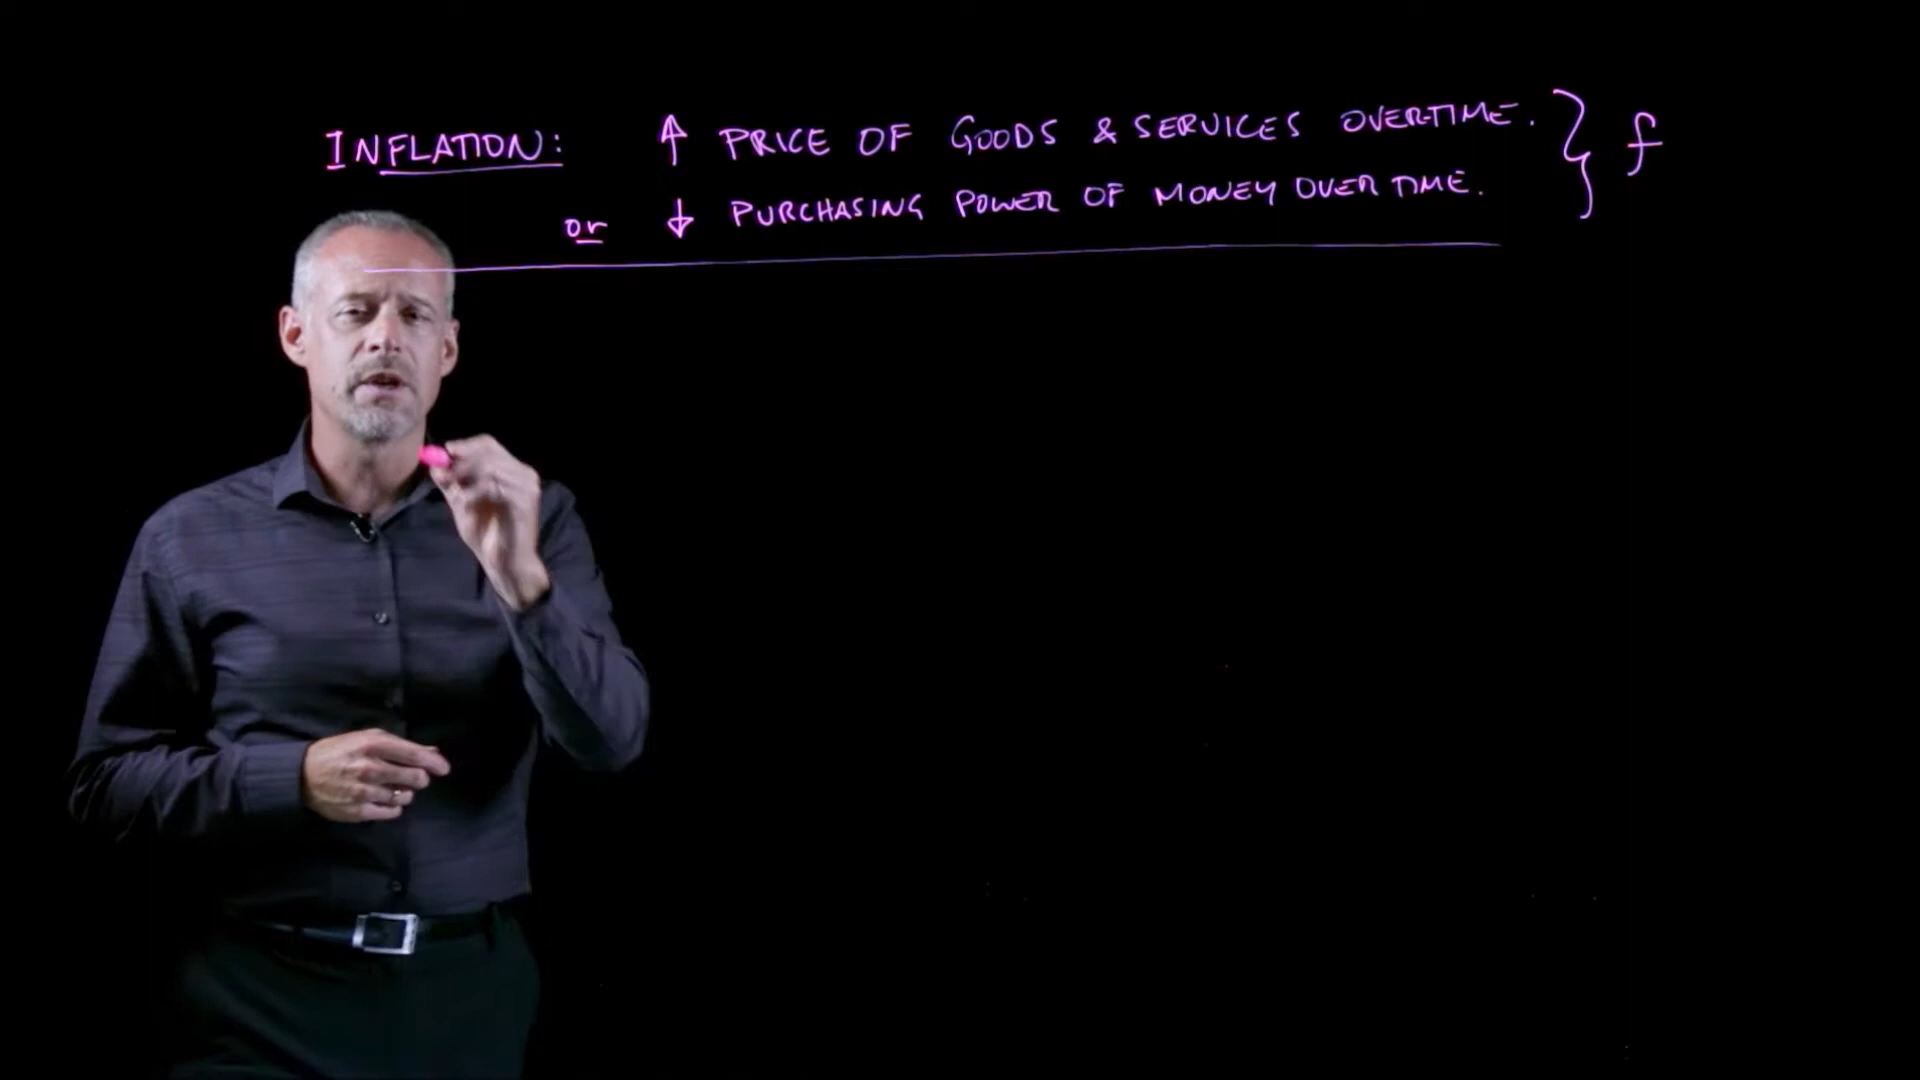 INFLATION: ↑ PRICE OF GOODS & SERVICES OVERTIME. } f
or ↓ PURCHASING POWER OF MONEY OVER TIME.